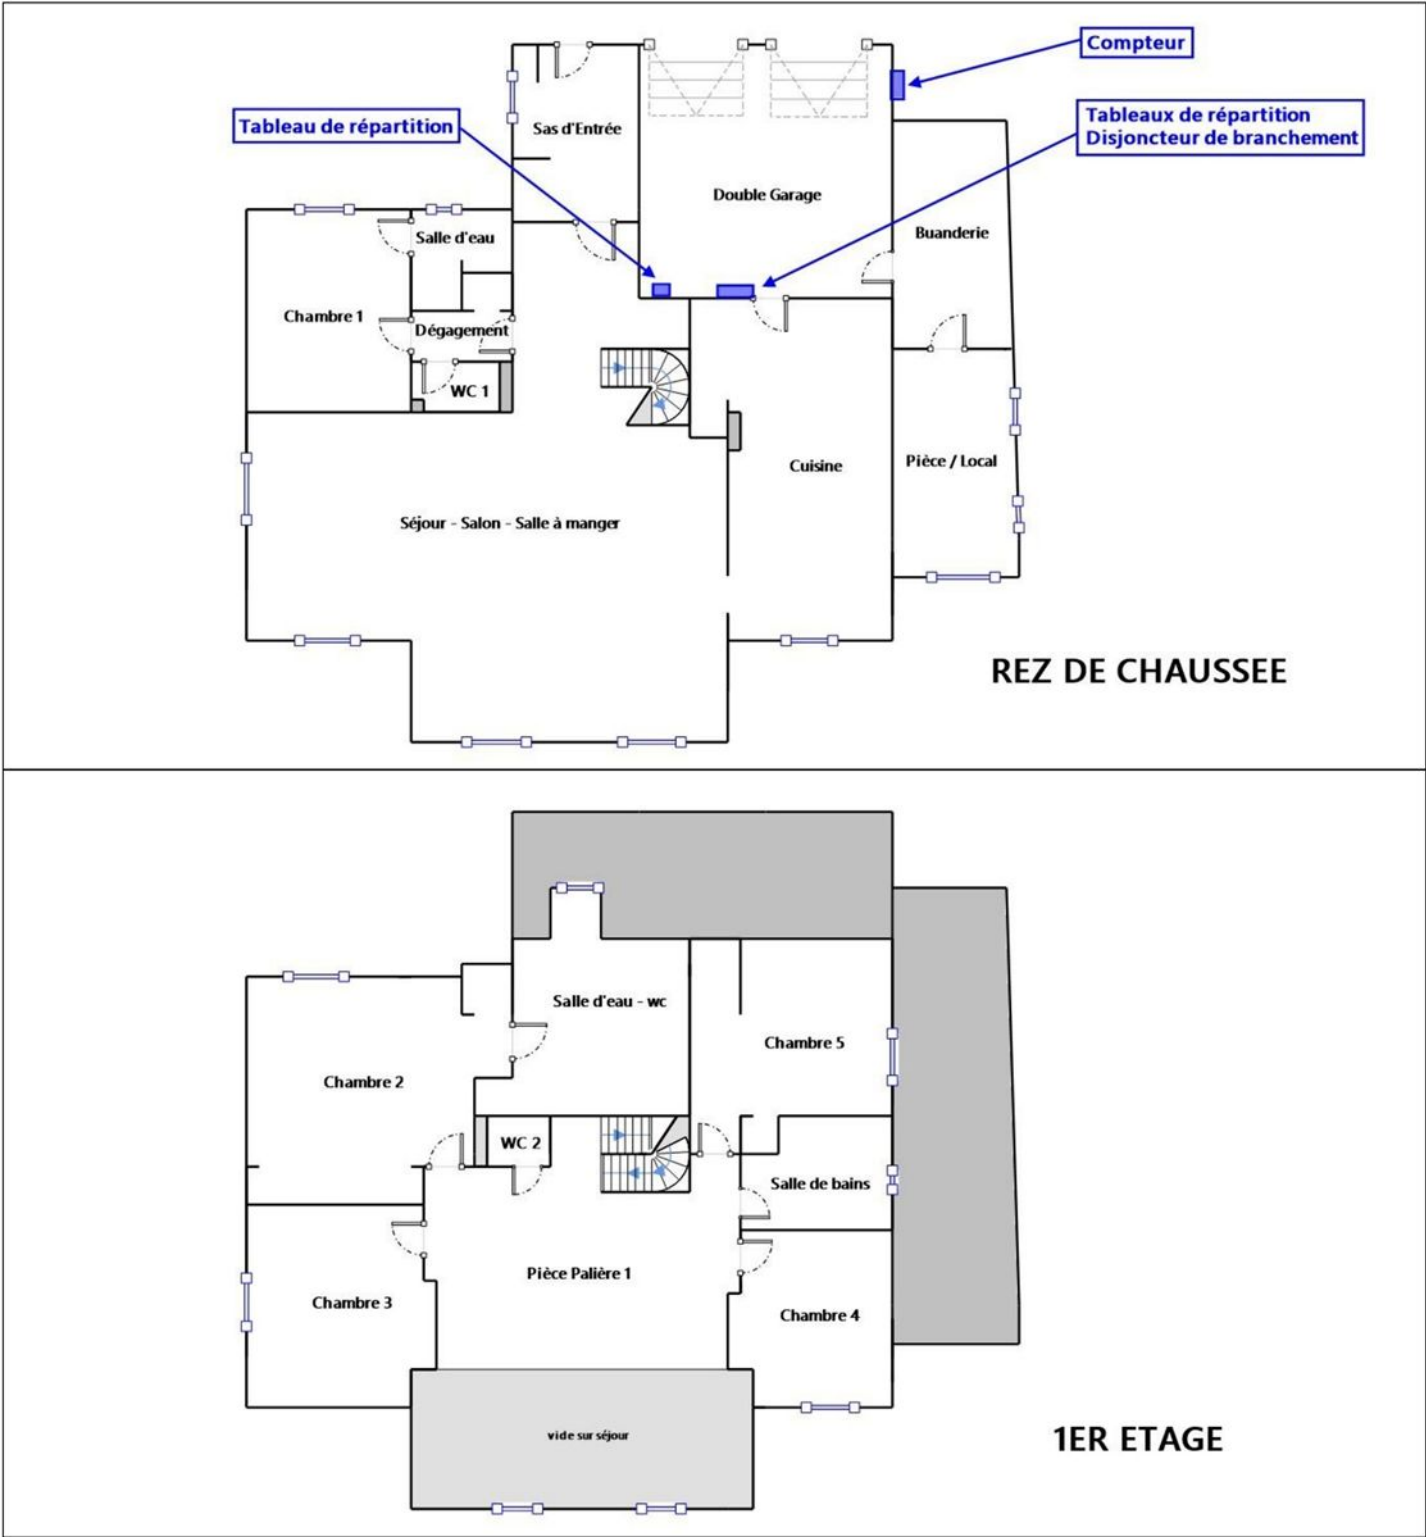 Compteur
Tableaux de répartition
Disjoncteur de branchement
Tableau de répartition
Sas d'Entrée
Double Garage
Buanderie
Salle d'eau
Chambre 1
Dégagement
WC 1
Cuisine
Pièce / Local
Séjour - Salon - Salle à manger
REZ DE CHAUSSEE
Salle d'eau - wc
Chambre 5
Chambre 2
WC 2
Salle de bains
Pièce Palière 1
Chambre 3
Chambre 4
vide sur séjour
1ER ETAGE